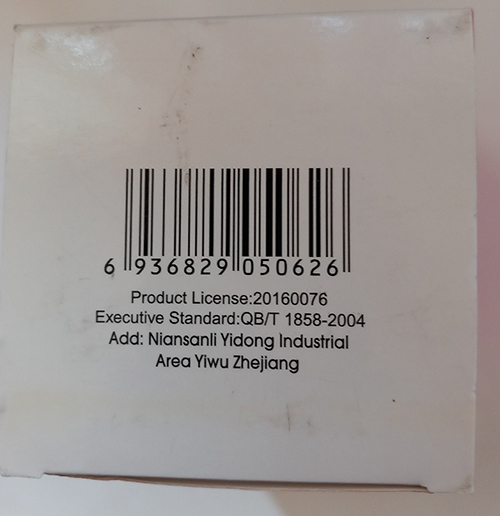 6 936829 050626
Product License:20160076
Executive Standard:QB/T 1858-2004
Add: Niansanli Yidong Industrial
Area Yiwu Zhejiang